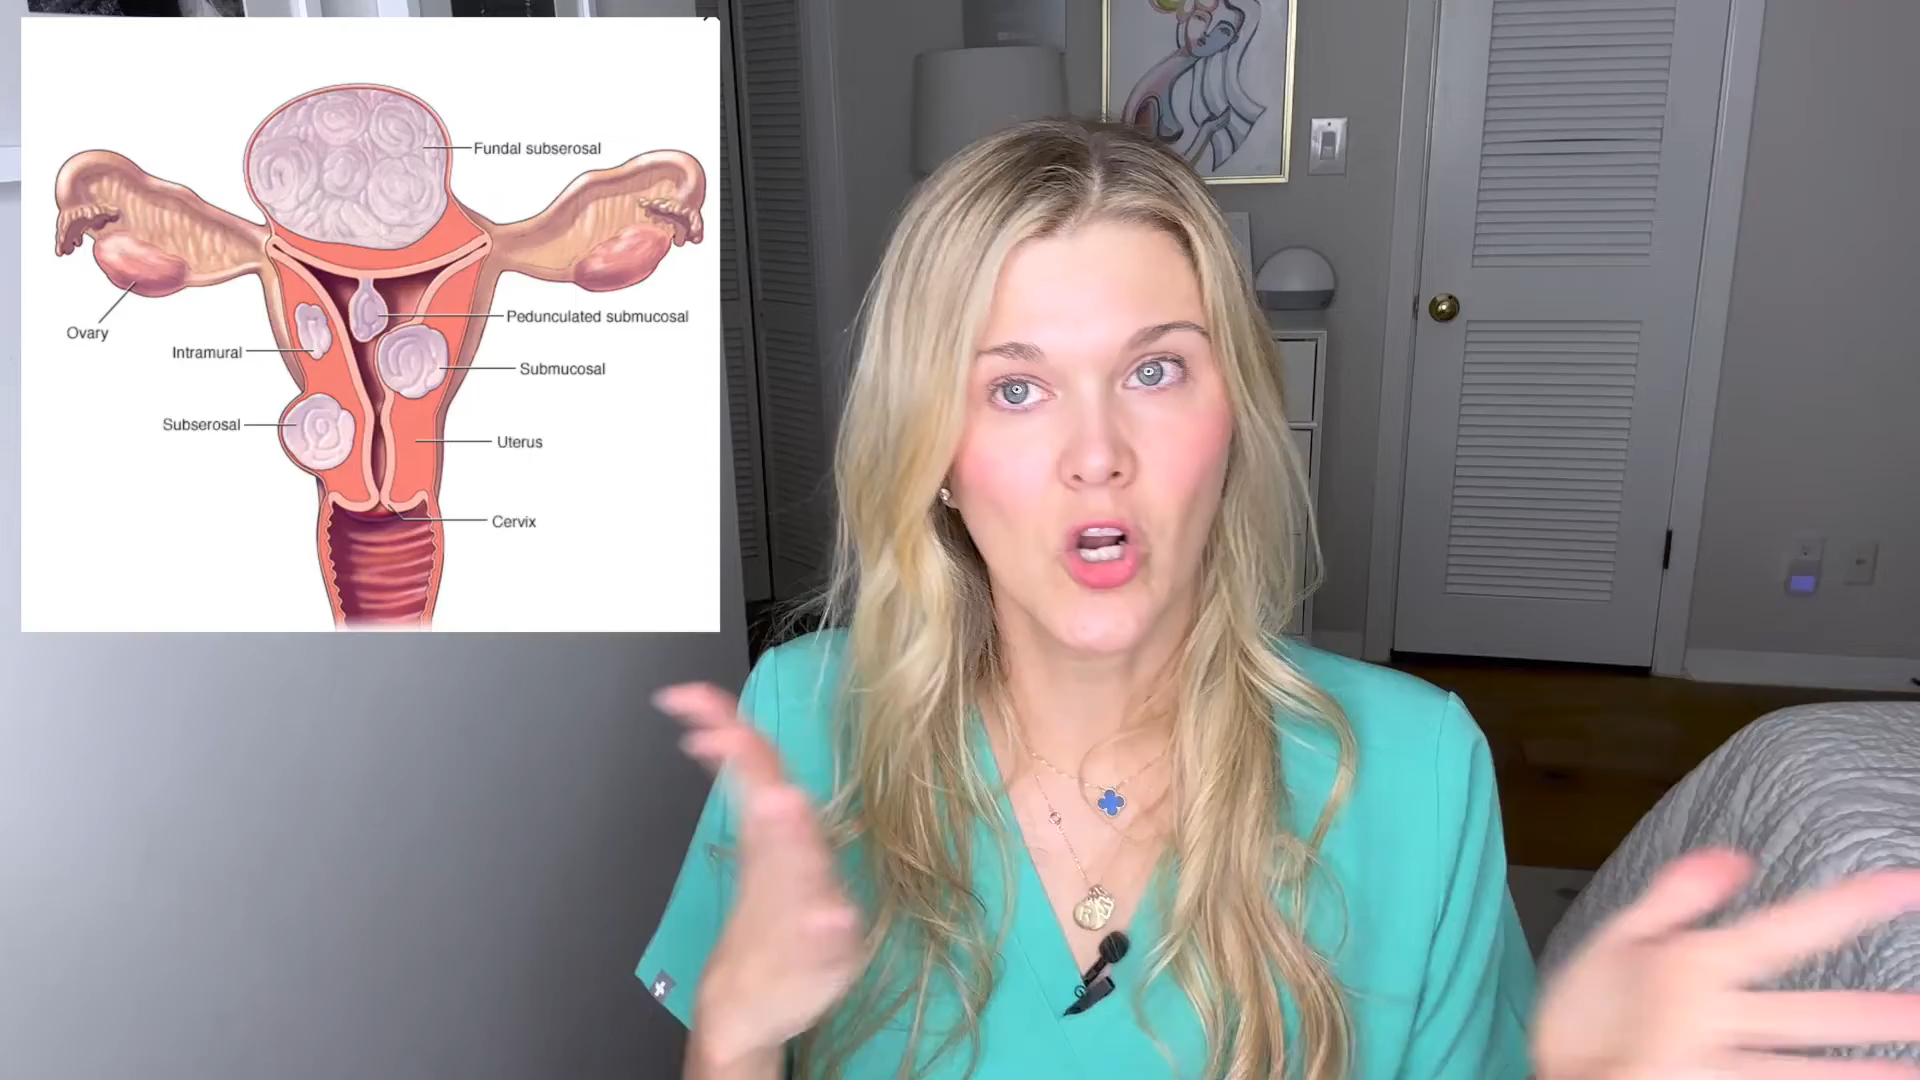 Fundal subserosal
Ovary
Pedunculated submucosal
Intramural
Submucosal
Subserosal
Uterus
Cervix